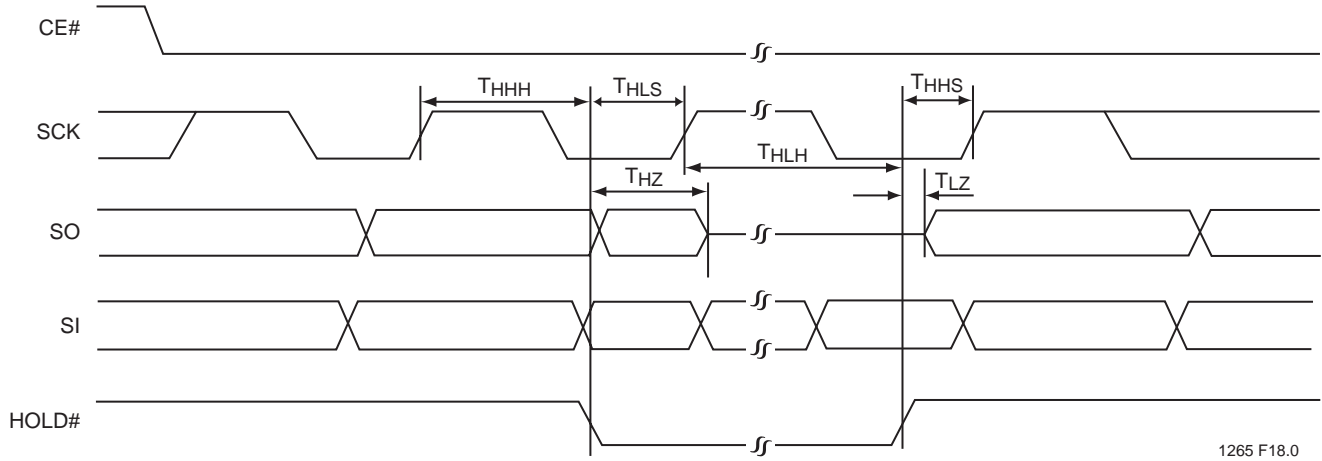 CE#
THHH
THLS
THHS
SCK
THLH
THZ
TLZ
SO
SI
HOLD#
1265 F18.0